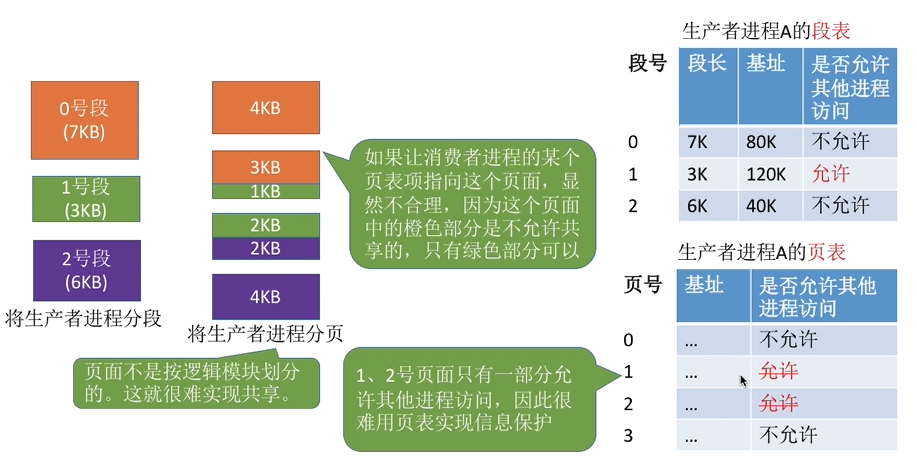 0号段
(7KB)
1号段
(3KB)
2号段
(6KB)
将生产者进程分段
4KB
3KB
1KB
2KB
2KB
4KB
将生产者进程分页
如果让消费者进程的某个
页表项指向这个页面，显
然不合理，因为这个页面
中的橙色部分是不允许共
享的，只有绿色部分可以
页面不是按逻辑模块划分
的。这就很难实现共享。
1、2号页面只有一部分允
许其他进程访问，因此很
难用页表实现信息保护
生产者进程A的段表
段号 段长 基址 是否允许
其他进程
访问
0 7K 80K 不允许
1 3K 120K 允许
2 6K 40K 不允许
生产者进程A的页表
页号 基址 是否允许其他
进程访问
0 ... 不允许
1 ... 允许
2 ... 允许
3 ... 不允许